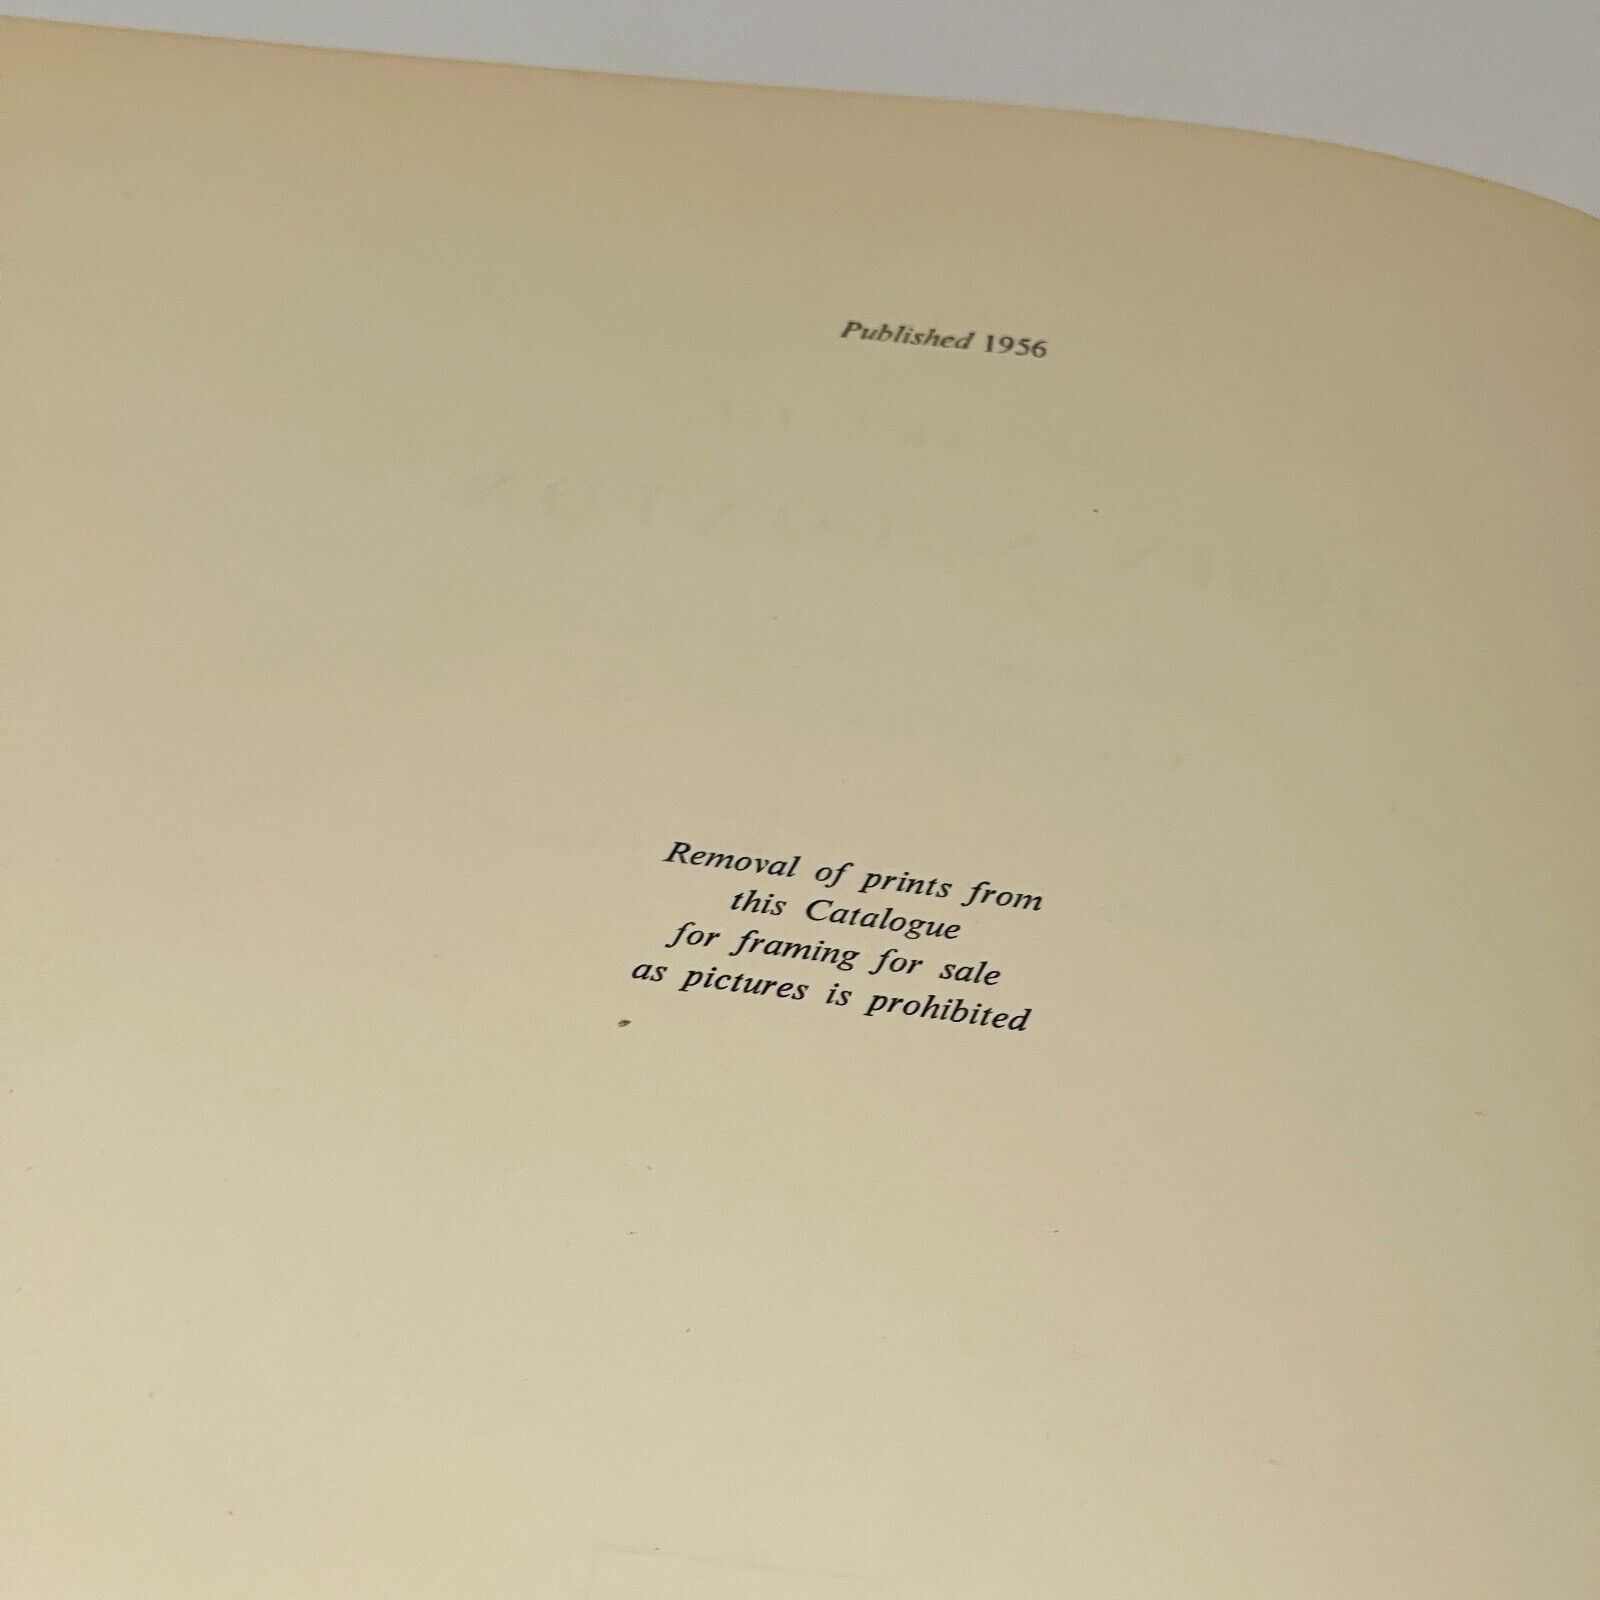 Published 1956
Removal of prints from
this Catalogue
for framing for sale
as pictures is prohibited